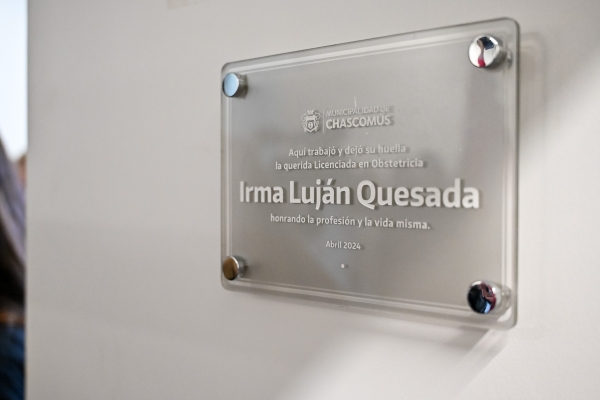 MUNICIPALIDAD DE
CHASCOMÚS
Aquí trabajó y dejó su huella
la querida Licenciada en Obstetricia
Irma Luján Quesada
honrando la profesión y la vida misma.
Abril 2024